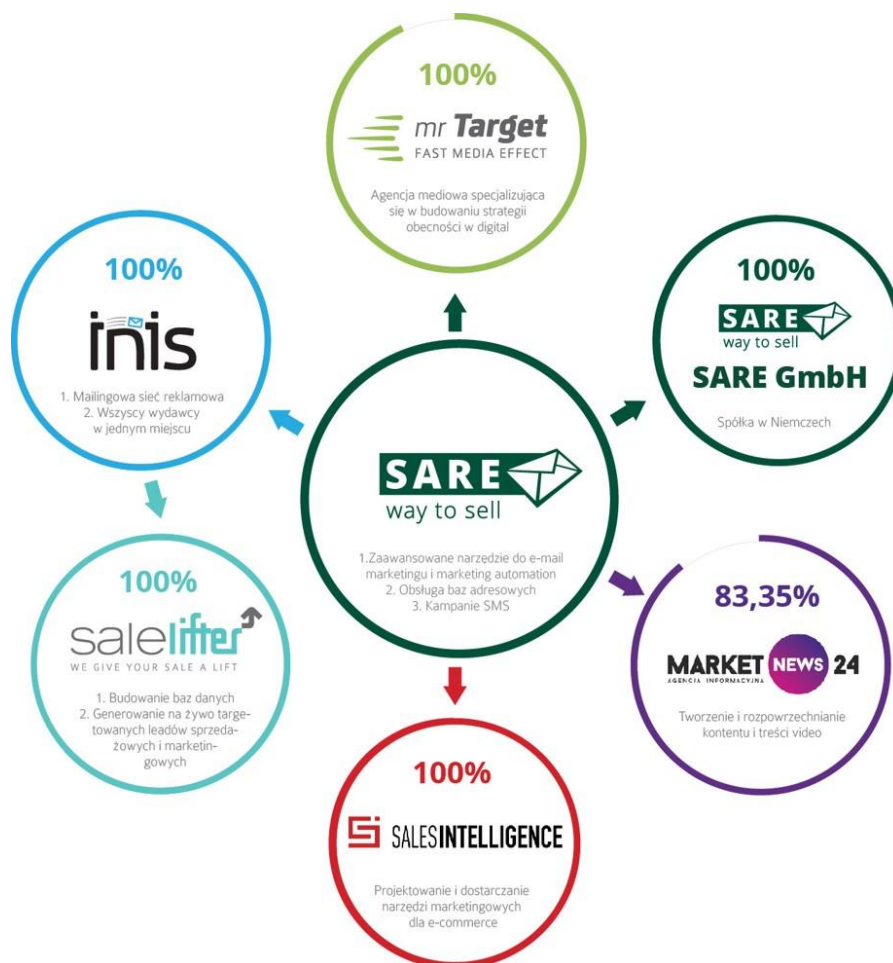 100%
mr Target
FAST MEDIA EFFECT
Agencja mediowa specjalizująca
się w budowaniu strategii
obecności w digital
100%
inis
1. Mailingowa sieć reklamowa
2. Wszyscy wydawcy
w jednym miejscu
100%
SARE
way to sell
SARE GmbH
Spółka w Niemczech
SARE
way to sell
1.Zaawansowane narzędzie do e-mail
marketingu i marketing automation
2. Obsługa baz adresowych
3. Kampanie SMS
100%
salelifter
WE GIVE YOUR SALE A LIFT
1. Budowanie baz danych
2. Generowanie na żywo targe-
towanych leadów sprzeda-
żowych i marketin-
gowych
83,35%
MARKET NEWS 24
AGENCJA INFORMACYJNA
Tworzenie i rozpowrzechnianie
kontentu i treści video
100%
SALESINTELLIGENCE
Projektowanie i dostarczanie
narzędzi marketingowych
dla e-commerce